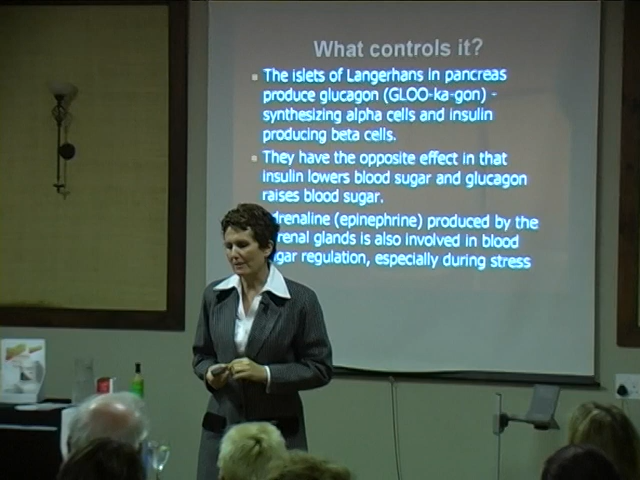 What controls it?
The islets of Langerhans in pancreas
produce glucagon (GLOO-ka-gon) -
synthesizing alpha cells and insulin
producing beta cells.
They have the opposite effect in that
insulin lowers blood sugar and glucagon
raises blood sugar.
drenaline (epinephrine) produced by the
renal glands is also involved in blood
gar regulation, especially during stress